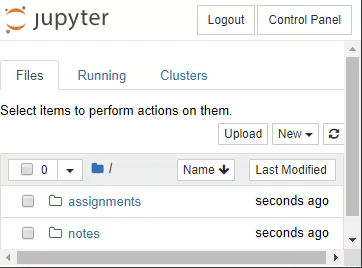 jupyter Logout Control Panel
Files Running Clusters
Select items to perform actions on them.
Upload New
0 / Name Last Modified
assignments seconds ago
notes seconds ago